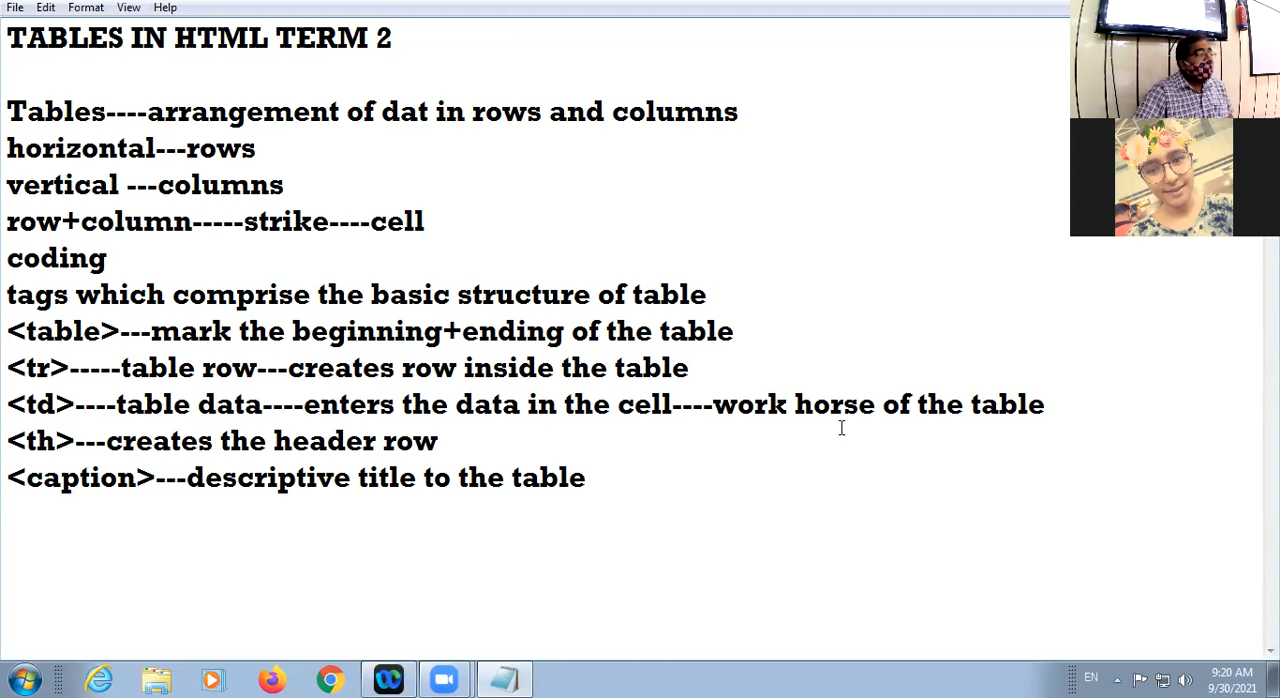 File Edit Format View Help
TABLES IN HTML TERM 2
Tables----arrangement of dat in rows and columns
horizontal---rows
vertical ---columns
row+column-----strike----cell
coding
tags which comprise the basic structure of table
<table>---mark the beginning+ending of the table
<tr>-----table row---creates row inside the table
<td>----table data----enters the data in the cell----work horse of the table
<th>---creates the header row
<caption>---descriptive title to the table
EN
9:20 AM
9/30/2021